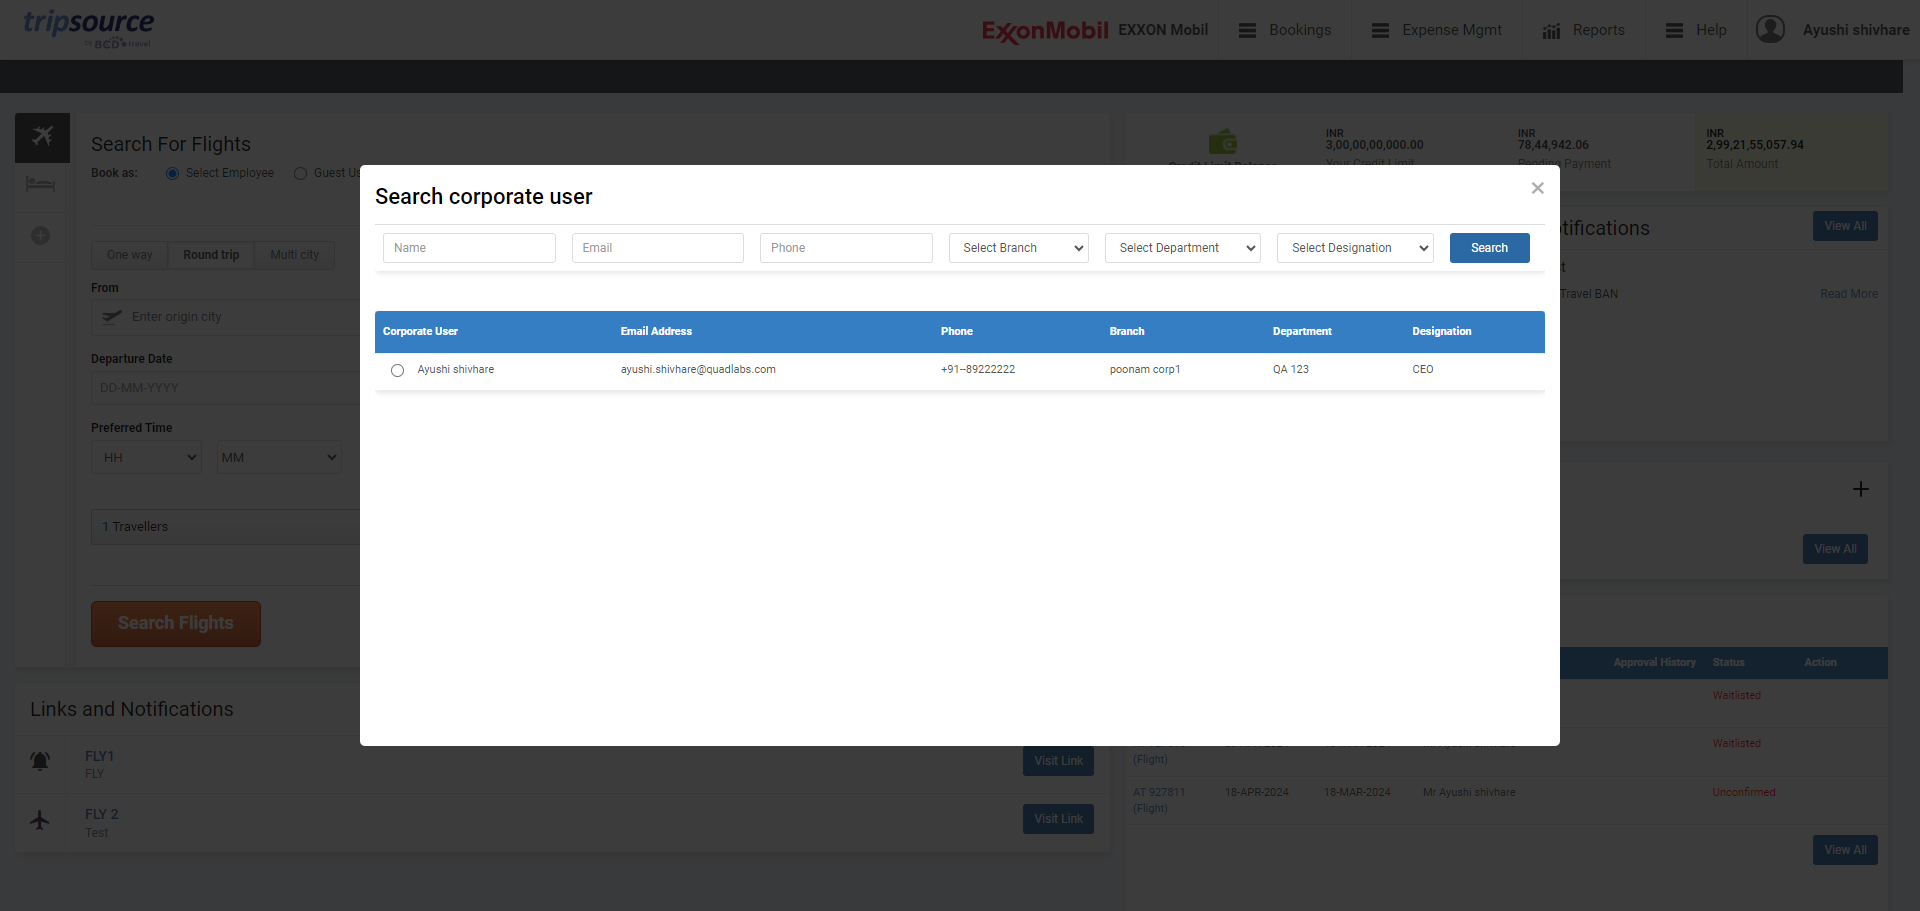 tripsource
by BCD travel
ExxonMobil EXXON Mobil Bookings Expense Mgmt Reports Help Ayushi shivhare
Search For Flights
Book as: Select Employee Guest
One way Round trip Multi city
From
Enter origin city
Departure Date
DD-MM-YYYY
Preferred Time
HH MM
1 Travellers
Search Flights
INR
3,00,00,00,000.00
Your Credit Limit
INR
78,44,942.06
Pending Payment
INR
2,99,21,55,057.94
Total Amount
Credit Limit Balance
Search corporate user ×
Name Email Phone Select Branch Select Department Select Designation Search
Corporate User Email Address Phone Branch Department Designation
Ayushi shivhare ayushi.shivhare@quadlabs.com +91--89222222 poonam corp1 QA 123 CEO
tifications View All
t
Travel BAN Read More
View All
Approval History Status Action
Waitlisted
Waitlisted
(Flight)
AT 927811 18-APR-2024 18-MAR-2024 Mr Ayushi shivhare Unconfirmed
(Flight)
View All
Links and Notifications
FLY1
FLY
Visit Link
FLY 2
Test
Visit Link